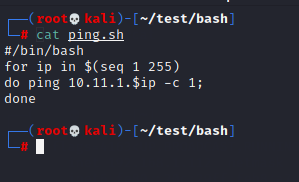 ┌──(root💀kali)-[~/test/bash]
└─# cat ping.sh
#/bin/bash
for ip in $(seq 1 255)
do ping 10.11.1.$ip -c 1;
done
┌──(root💀kali)-[~/test/bash]
└─#